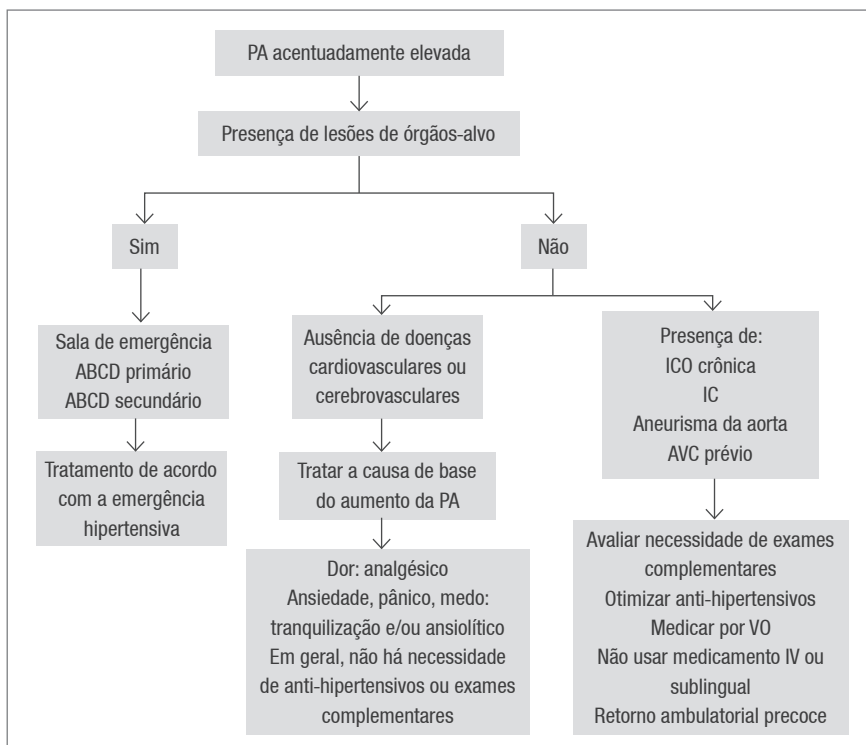 PA acentuadamente elevada
Presença de lesões de órgãos-alvo
Sim
Não
Sala de emergência
ABCD primário
ABCD secundário
Tratamento de acordo
com a emergência
hipertensiva
Ausência de doenças
cardiovasculares ou
cerebrovasculares
Tratar a causa de base
do aumento da PA
Dor: analgésico
Ansiedade, pânico, medo:
tranquilização e/ou ansiolítico
Em geral, não há necessidade
de anti-hipertensivos ou exames
complementares
Presença de:
ICO crônica
IC
Aneurisma da aorta
AVC prévio
Avaliar necessidade de exames
complementares
Otimizar anti-hipertensivos
Medicar por VO
Não usar medicamento IV ou
sublingual
Retorno ambulatorial precoce